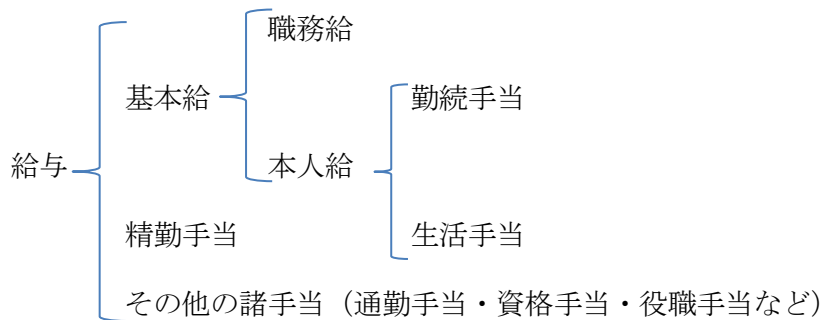 職務給
基本給
勤続手当
給与
本人給
精勤手当
生活手当
その他の諸手当（通勤手当・資格手当・役職手当など）